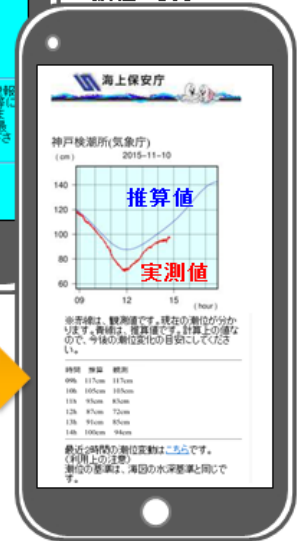 海上保安庁
神戸検潮所(気象庁)
(cm) 2015-11-10
140
120
100
80
60
推算値
実測値
09 12 15 (hour)
※赤線は、観測値です。現在の潮位が分か
ります。青線は、推算値です。計算上の値な
ので、今後の潮位変化の目安にしてくださ
い。
時間 推算 観測
09h 117cm 117cm
10h 105cm 103cm
11h 93cm 83cm
12h 87cm 72cm
13h 91cm 85cm
14h 100cm 94cm
最近2時間の潮位変動はこちらです。
(利用上の注意)
潮位の基準は、海図の水深基準と同じで
す。